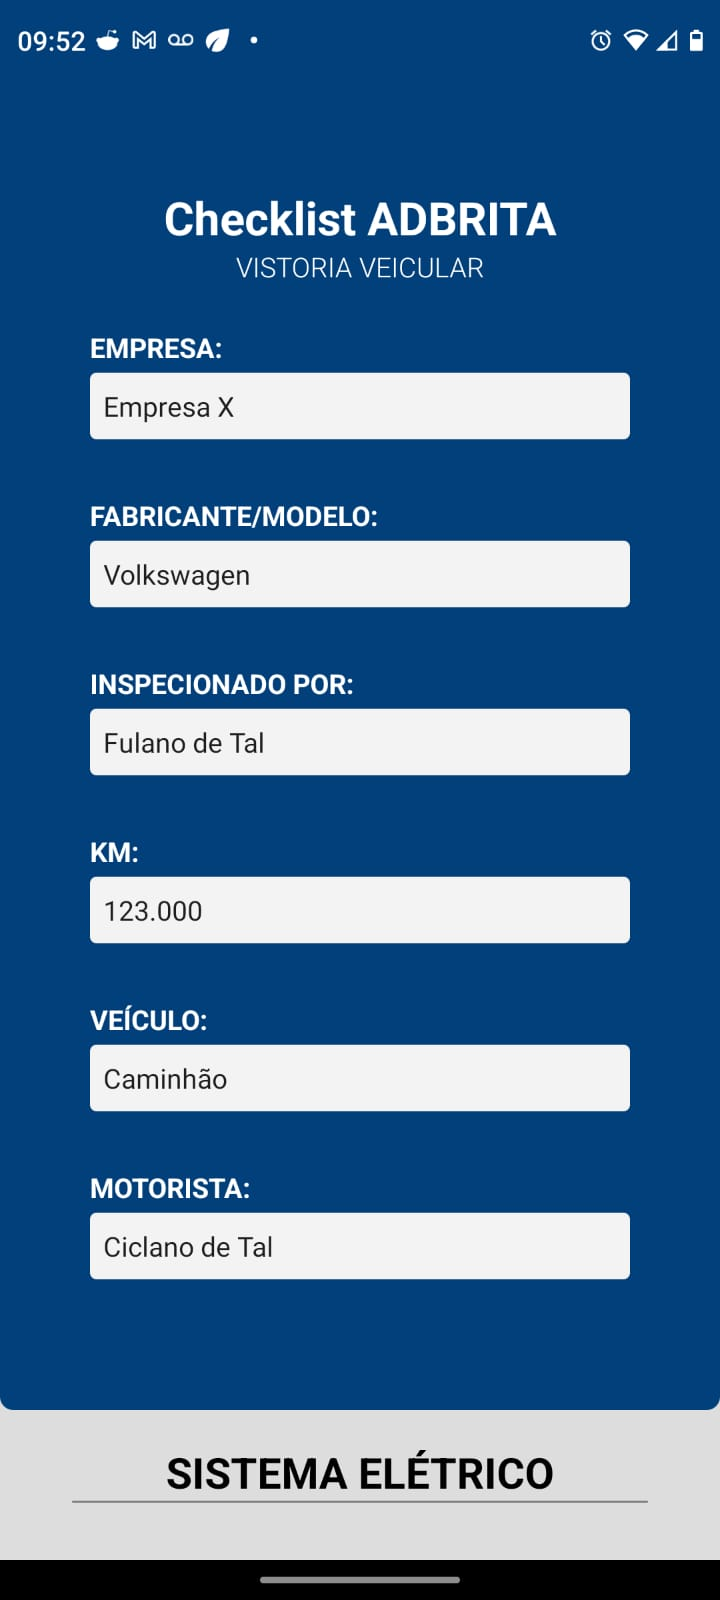 09:52
Checklist ADBRITA
VISTORIA VEICULAR
EMPRESA:
Empresa X
FABRICANTE/MODELO:
Volkswagen
INSPECIONADO POR:
Fulano de Tal
KM:
123.000
VEÍCULO:
Caminhão
MOTORISTA:
Ciclano de Tal
SISTEMA ELÉTRICO